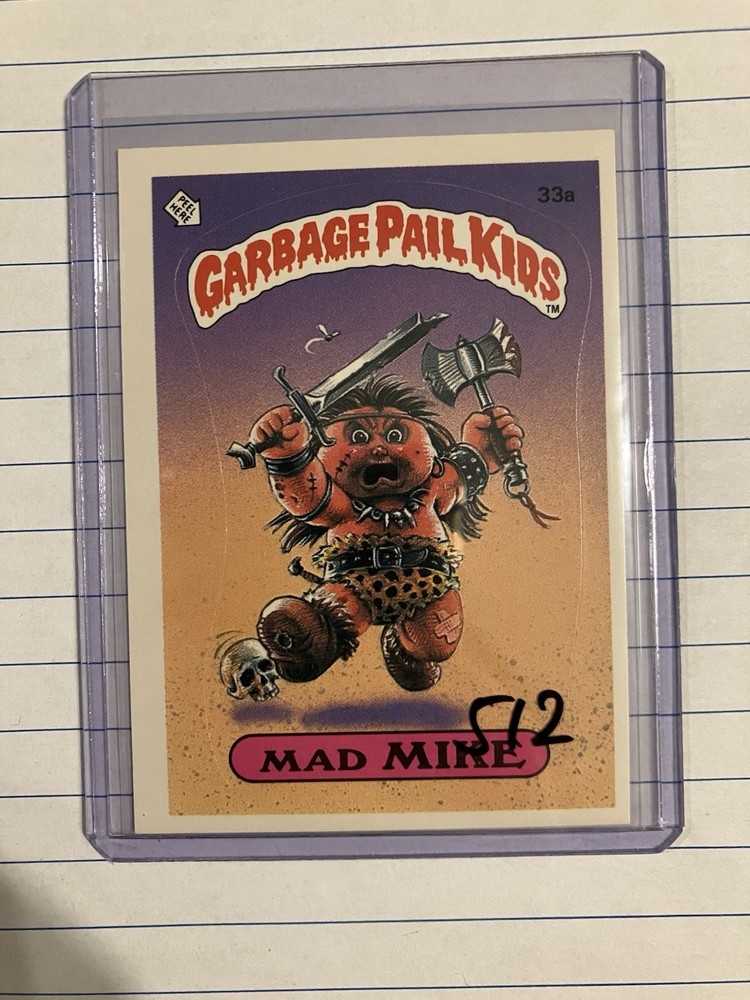 PEEL
HERE
33a
GARBAGE PAIL KIDS
TM
512
MAD MIKE